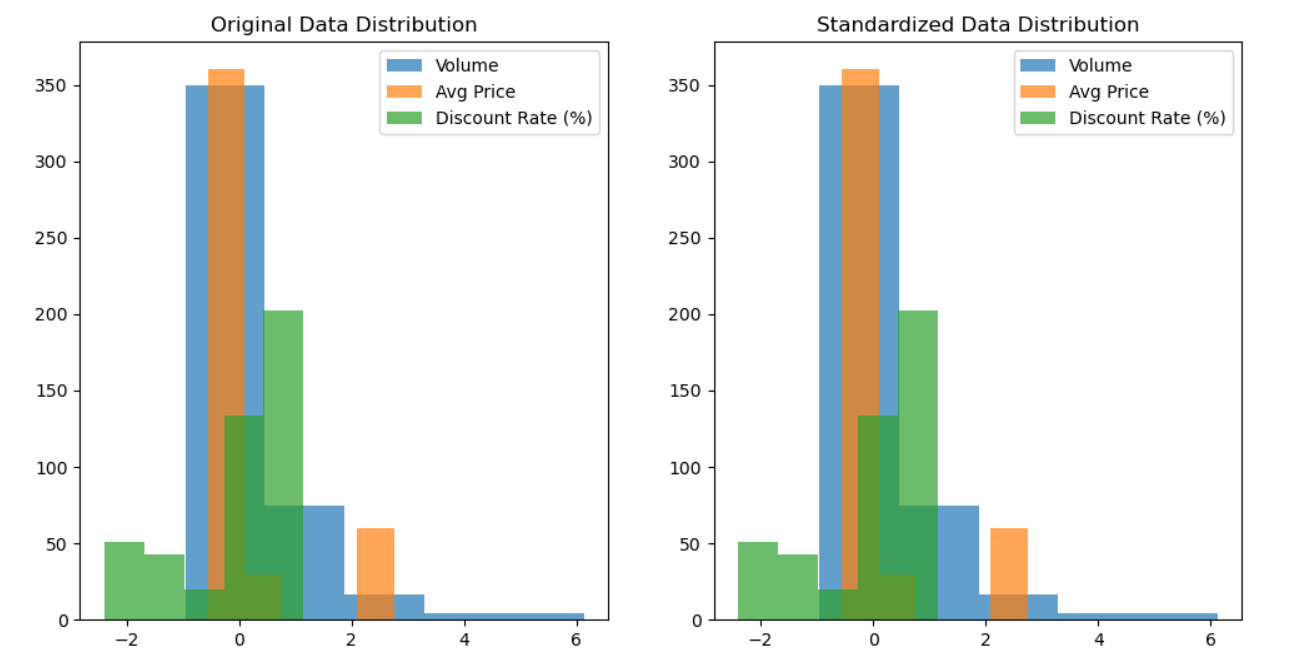 Original Data Distribution
Volume
Avg Price
Discount Rate (%)
350
300
250
200
150
100
50
0
−2 0 2 4 6
Standardized Data Distribution
Volume
Avg Price
Discount Rate (%)
350
300
250
200
150
100
50
0
−2 0 2 4 6